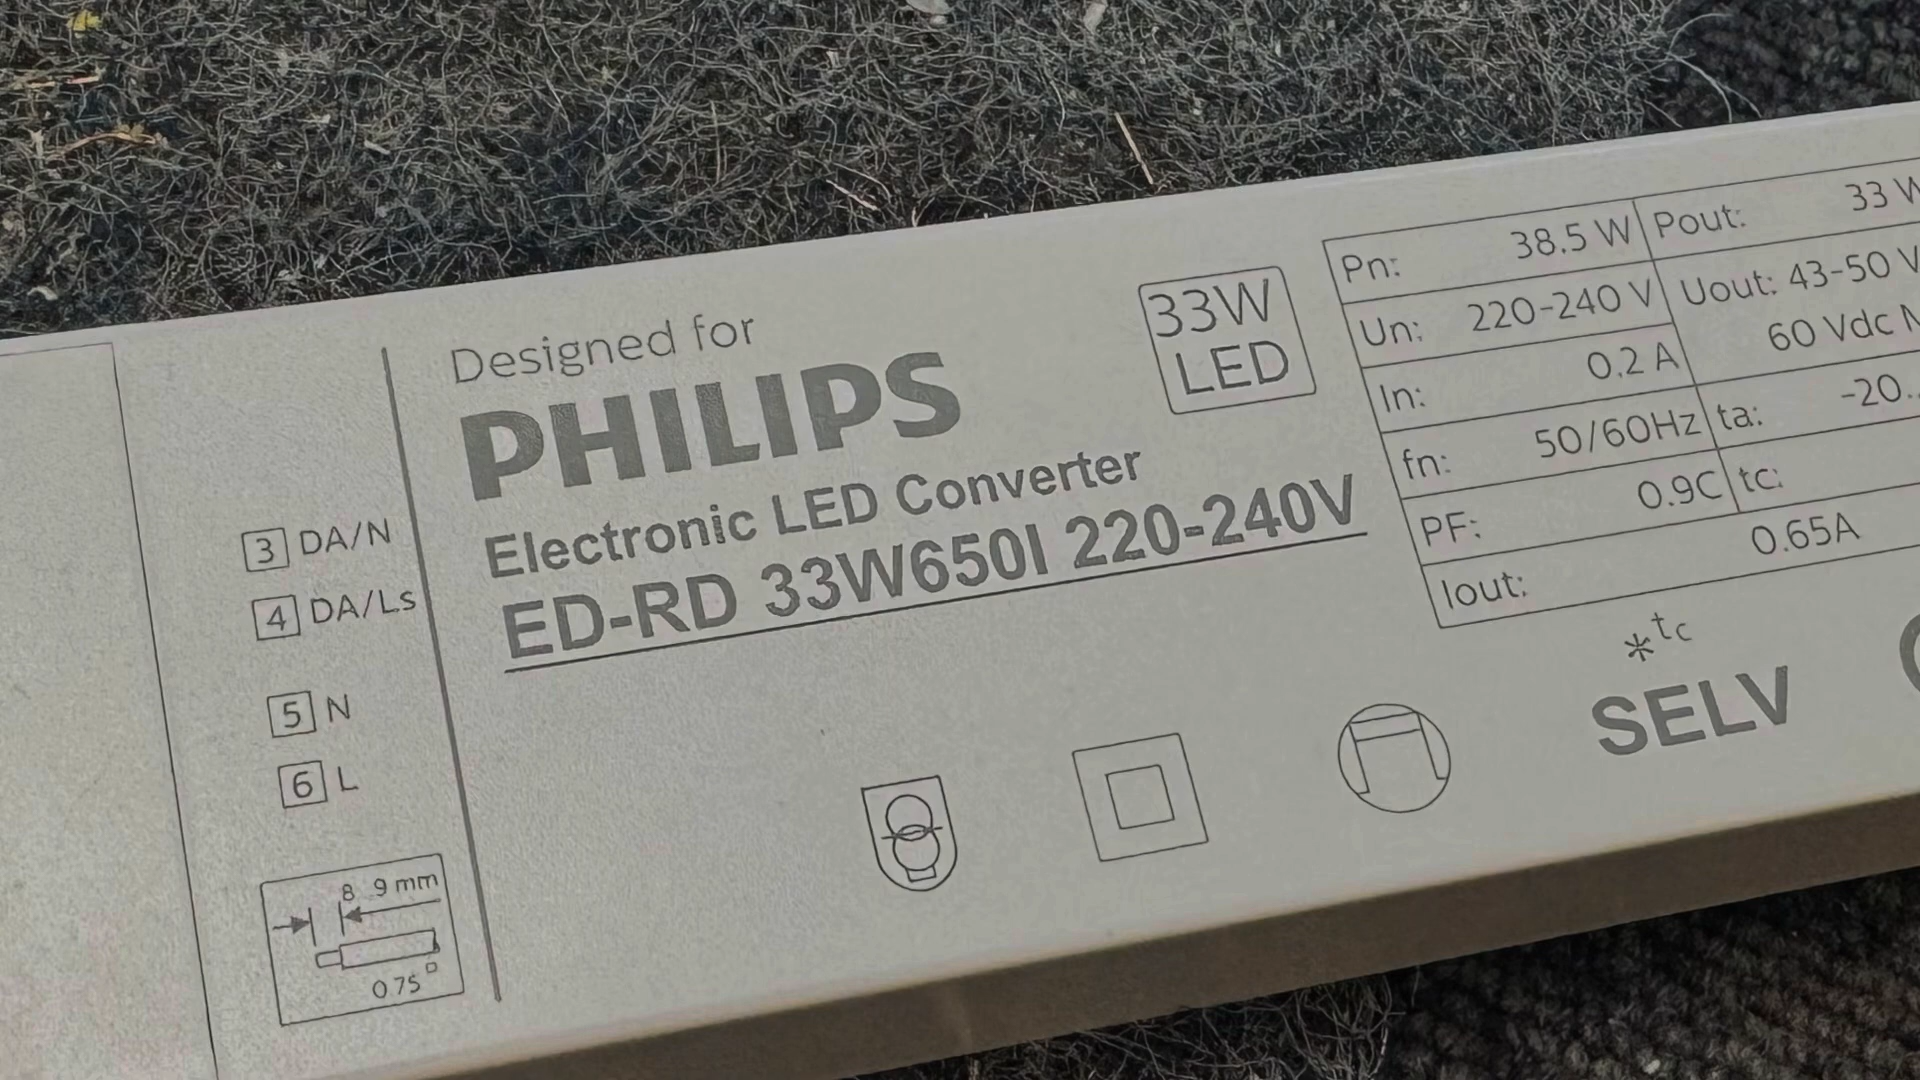 Designed for
PHILIPS
Electronic LED Converter
ED-RD 33W650I 220-240V
33W
LED
3 DA/N
4 DA/Ls
5 N
6 L
8 9 mm
0.75
Pn: 38.5 W
Pout: 33 W
Un: 220-240 V
Uout: 43-50 V
60 Vdc
In: 0.2 A
fn: 50/60Hz
ta: -20..
PF: 0.9C
tc:
Iout: 0.65A
*tc
SELV